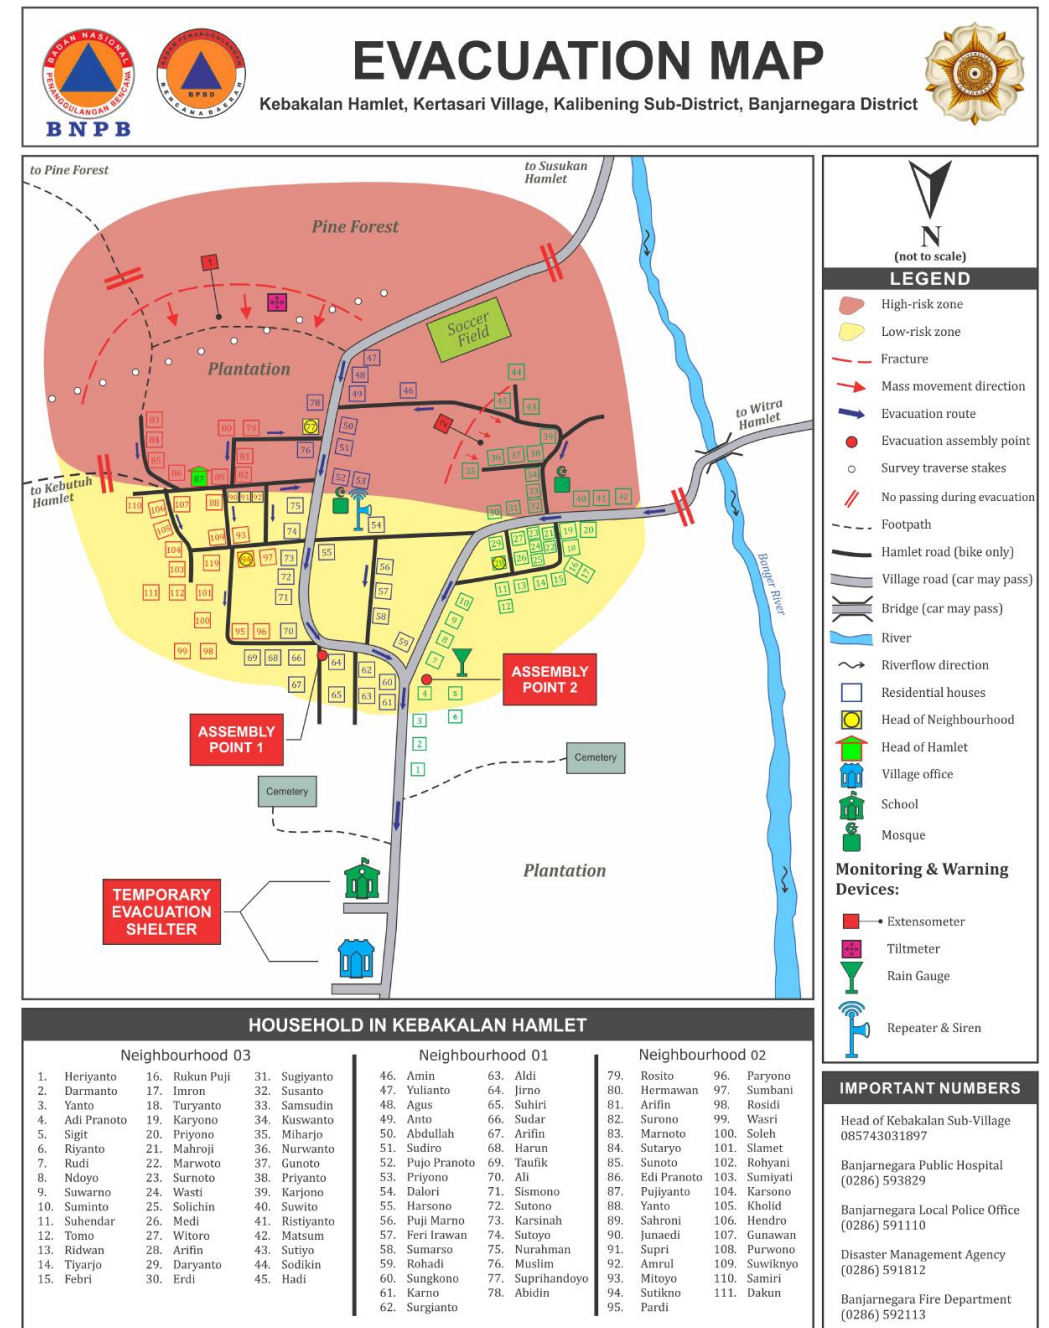 BADAN NASIONAL
PENANGGULANGAN BENCANA
BNPB
BADAN PENANGGULANGAN
BPBD
BENCANA DAERAH
EVACUATION MAP
Kebakalan Hamlet, Kertasari Village, Kalibening Sub-District, Banjarnegara District
to Pine Forest
to Susukan
Hamlet
Pine Forest
Soccer
Field
Plantation
to Witra
Hamlet
to Kebutuh
Hamlet
Banger River
ASSEMBLY
POINT 2
ASSEMBLY
POINT 1
Cemetery
Cemetery
Plantation
TEMPORARY
EVACUATION
SHELTER
N
(not to scale)
LEGEND
High-risk zone
Low-risk zone
Fracture
Mass movement direction
Evacuation route
Evacuation assembly point
Survey traverse stakes
No passing during evacuation
Footpath
Hamlet road (bike only)
Village road (car may pass)
Bridge (car may pass)
River
Riverflow direction
Residential houses
Head of Neighbourhood
Head of Hamlet
Village office
School
Mosque
Monitoring & Warning
Devices:
Extensometer
Tiltmeter
Rain Gauge
Repeater & Siren
HOUSEHOLD IN KEBAKALAN HAMLET
Neighbourhood 03
1. Heriyanto
2. Darmanto
3. Yanto
4. Adi Pranoto
5. Sigit
6. Riyanto
7. Rudi
8. Ndoyo
9. Suwarno
10. Suminto
11. Suhendar
12. Tomo
13. Ridwan
14. Tiyarjo
15. Febri
16. Rukun Puji
17. Imron
18. Turyanto
19. Karyono
20. Priyono
21. Mahroji
22. Marwoto
23. Surnoto
24. Wasti
25. Solichin
26. Medi
27. Witoro
28. Arifin
29. Daryanto
30. Erdi
31. Sugiyanto
32. Susanto
33. Samsudin
34. Kuswanto
35. Miharjo
36. Nurwanto
37. Gunoto
38. Priyanto
39. Karjono
40. Suwito
41. Ristiyanto
42. Matsum
43. Sutiyo
44. Sodikin
45. Hadi
Neighbourhood 01
46. Amin
47. Yulianto
48. Agus
49. Anto
50. Abdullah
51. Sudiro
52. Pujo Pranoto
53. Priyono
54. Dalori
55. Harsono
56. Puji Marno
57. Feri Irawan
58. Sumarso
59. Rohadi
60. Sungkono
61. Karno
62. Surgianto
63. Aldi
64. Jirno
65. Suhiri
66. Sudar
67. Arifin
68. Harun
69. Taufik
70. Ali
71. Sismono
72. Sutono
73. Karsinah
74. Sutoyo
75. Nurahman
76. Muslim
77. Suprihandoyo
78. Abidin
Neighbourhood 02
79. Rosito
80. Hermawan
81. Arifin
82. Surono
83. Marnoto
84. Sutaryo
85. Sunoto
86. Edi Pranoto
87. Pujiyanto
88. Yanto
89. Sahroni
90. Junaedi
91. Supri
92. Amrul
93. Mitoyo
94. Sutikno
95. Pardi
96. Paryono
97. Sumbani
98. Rosidi
99. Wasri
100. Soleh
101. Slamet
102. Rohyani
103. Sumiyati
104. Karsono
105. Kholid
106. Hendro
107. Gunawan
108. Purwono
109. Suwiknyo
110. Samiri
111. Dakun
IMPORTANT NUMBERS
Head of Kebakalan Sub-Village
085743031897
Banjarnegara Public Hospital
(0286) 593829
Banjarnegara Local Police Office
(0286) 591110
Disaster Management Agency
(0286) 591812
Banjarnegara Fire Department
(0286) 592113